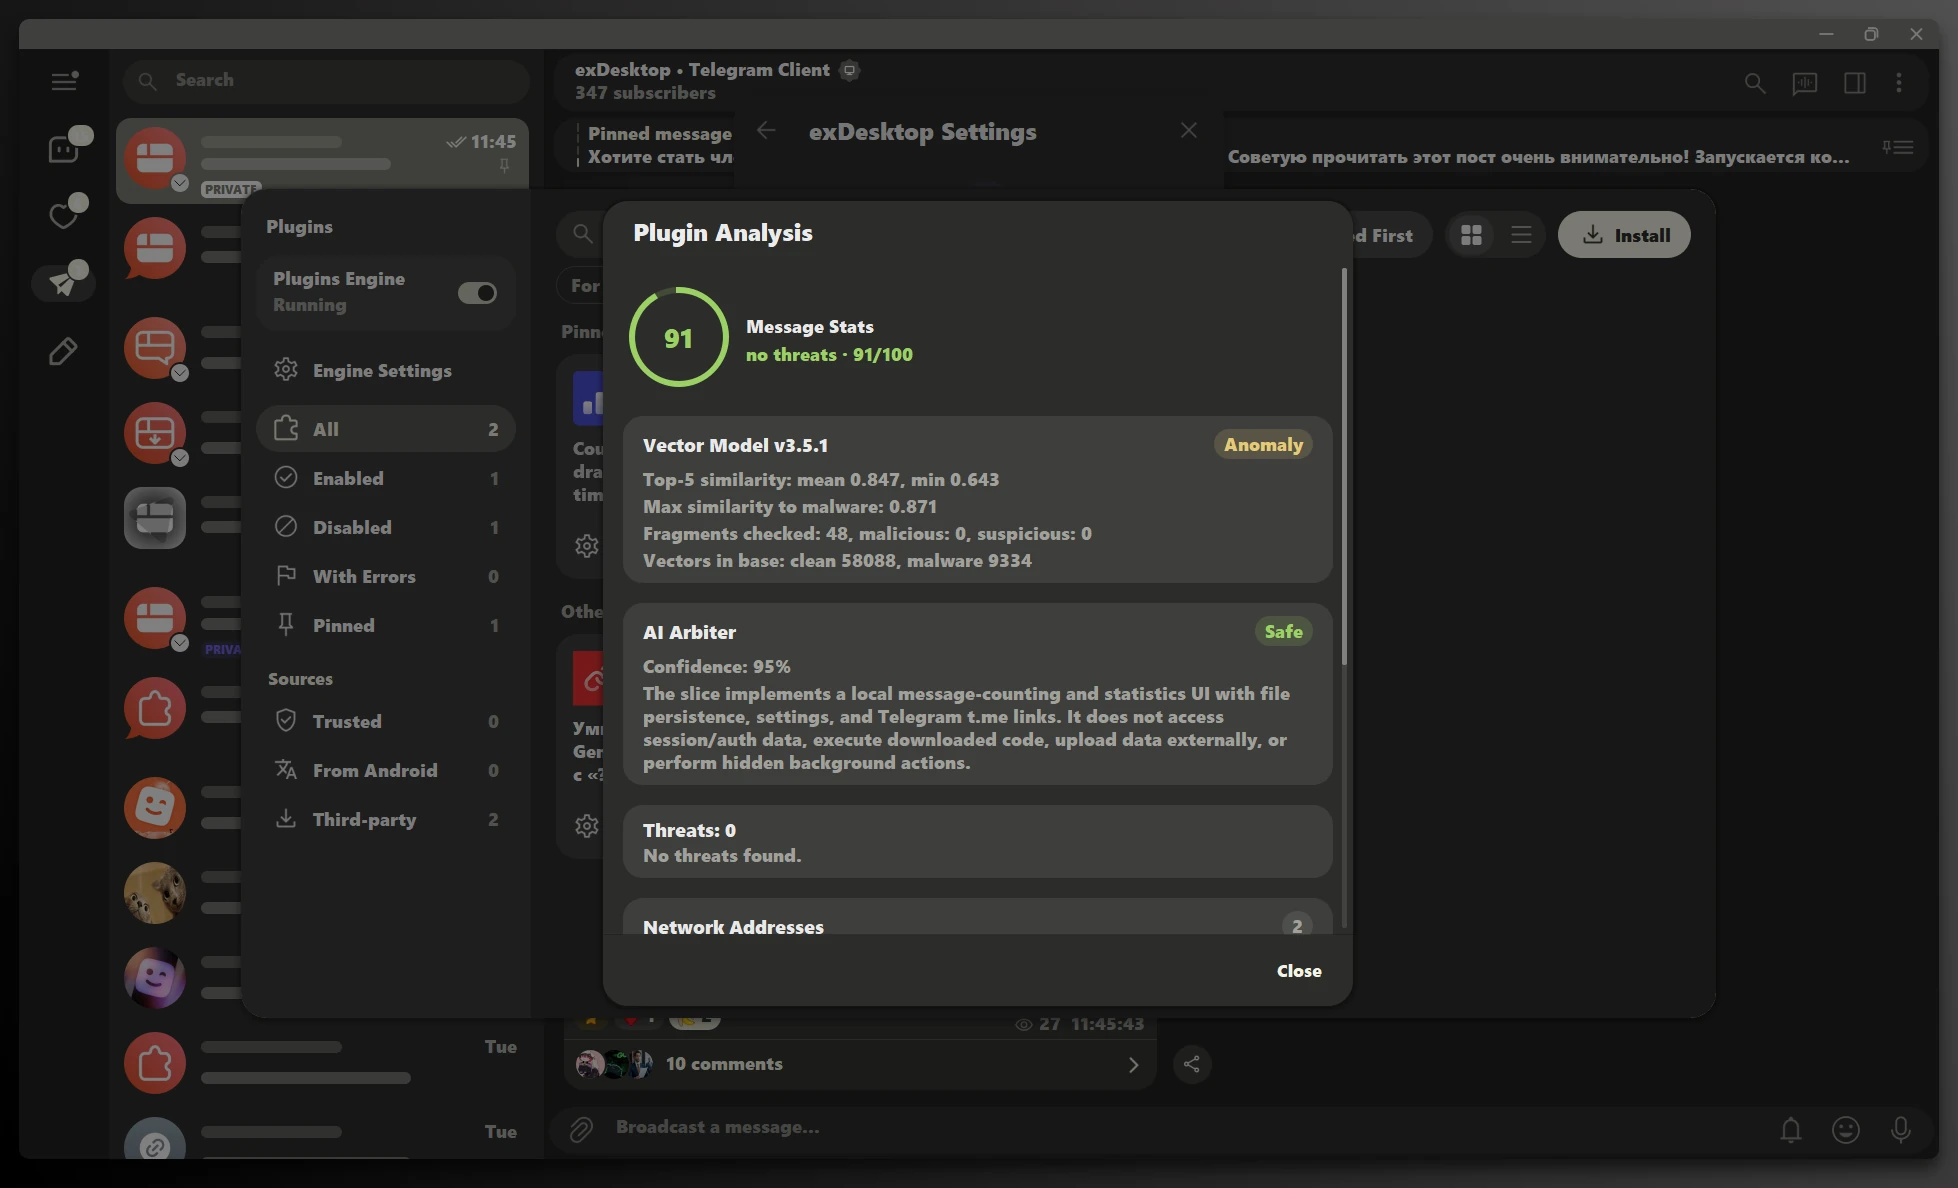 Search
11:45
PRIVATE
PRIVA
Tue
Tue
exDesktop • Telegram Client
347 subscribers
Pinned message
Хотите стать чл
Советую прочитать этот пост очень внимательно! Запускается ко...
exDesktop Settings
Plugins
Plugins Engine
Running
Engine Settings
All 2
Enabled 1
Disabled 1
With Errors 0
Pinned 1
Sources
Trusted 0
From Android 0
Third-party 2
d First
Install
For
Pinn
Cou
dra
tim
Othe
Ger
с «?
Plugin Analysis
91
Message Stats
no threats · 91/100
Vector Model v3.5.1
Anomaly
Top-5 similarity: mean 0.847, min 0.643
Max similarity to malware: 0.871
Fragments checked: 48, malicious: 0, suspicious: 0
Vectors in base: clean 58088, malware 9334
AI Arbiter
Safe
Confidence: 95%
The slice implements a local message-counting and statistics UI with file
persistence, settings, and Telegram t.me links. It does not access
session/auth data, execute downloaded code, upload data externally, or
perform hidden background actions.
Threats: 0
No threats found.
Network Addresses
2
Close
27 11:45:43
10 comments
Broadcast a message...